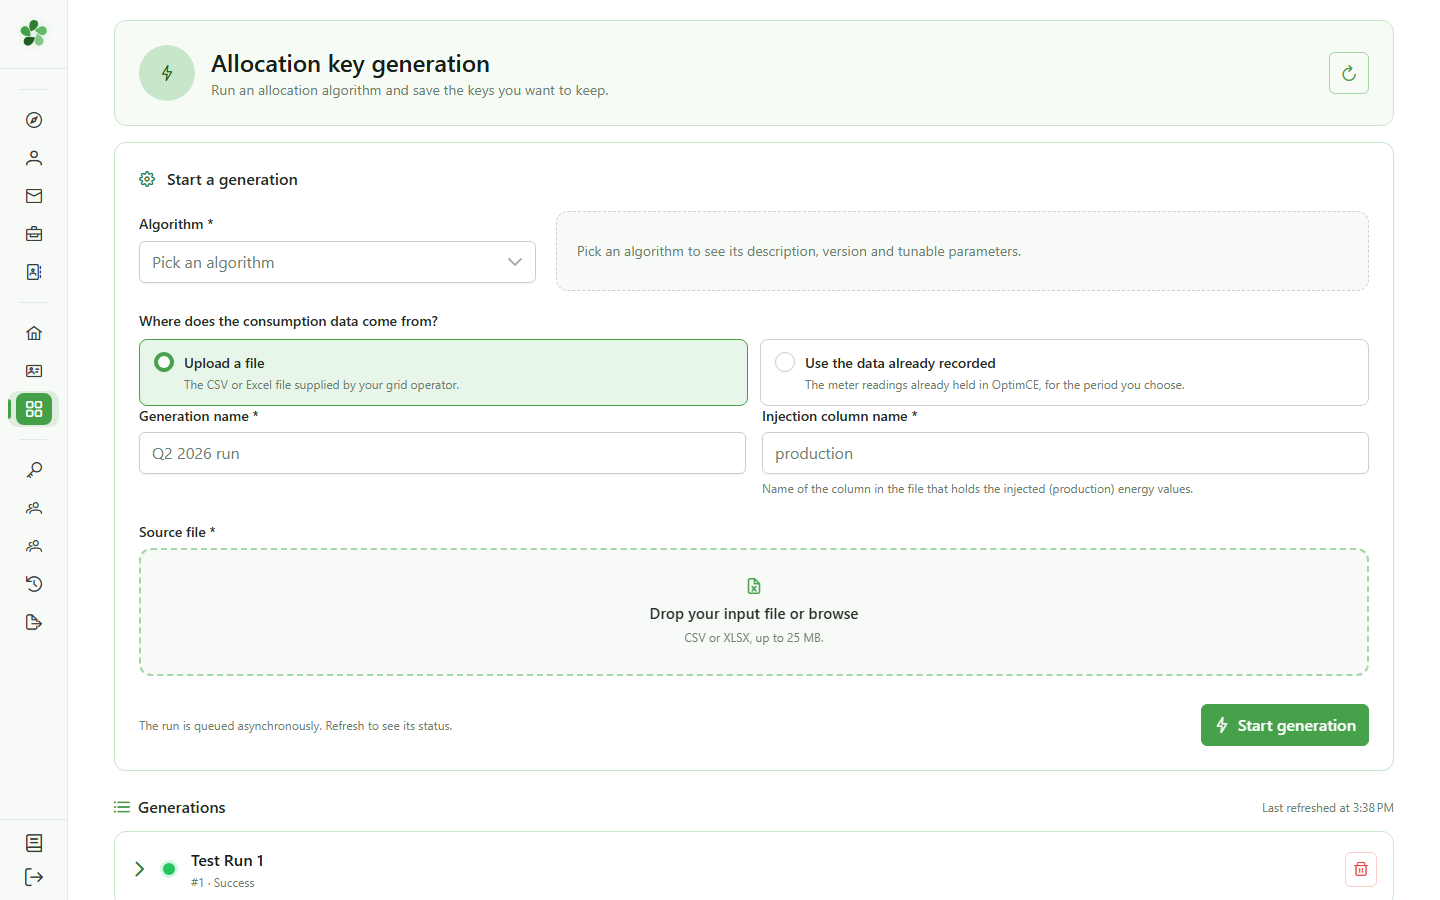 Allocation key generation
Run an allocation algorithm and save the keys you want to keep.
Start a generation
Algorithm *
Pick an algorithm
Pick an algorithm to see its description, version and tunable parameters.
Where does the consumption data come from?
Upload a file
The CSV or Excel file supplied by your grid operator.
Use the data already recorded
The meter readings already held in OptimCE, for the period you choose.
Generation name *
Q2 2026 run
Injection column name *
production
Name of the column in the file that holds the injected (production) energy values.
Source file *
Drop your input file or browse
CSV or XLSX, up to 25 MB.
The run is queued asynchronously. Refresh to see its status.
Start generation
Generations
Last refreshed at 3:38 PM
Test Run 1
#1 · Success